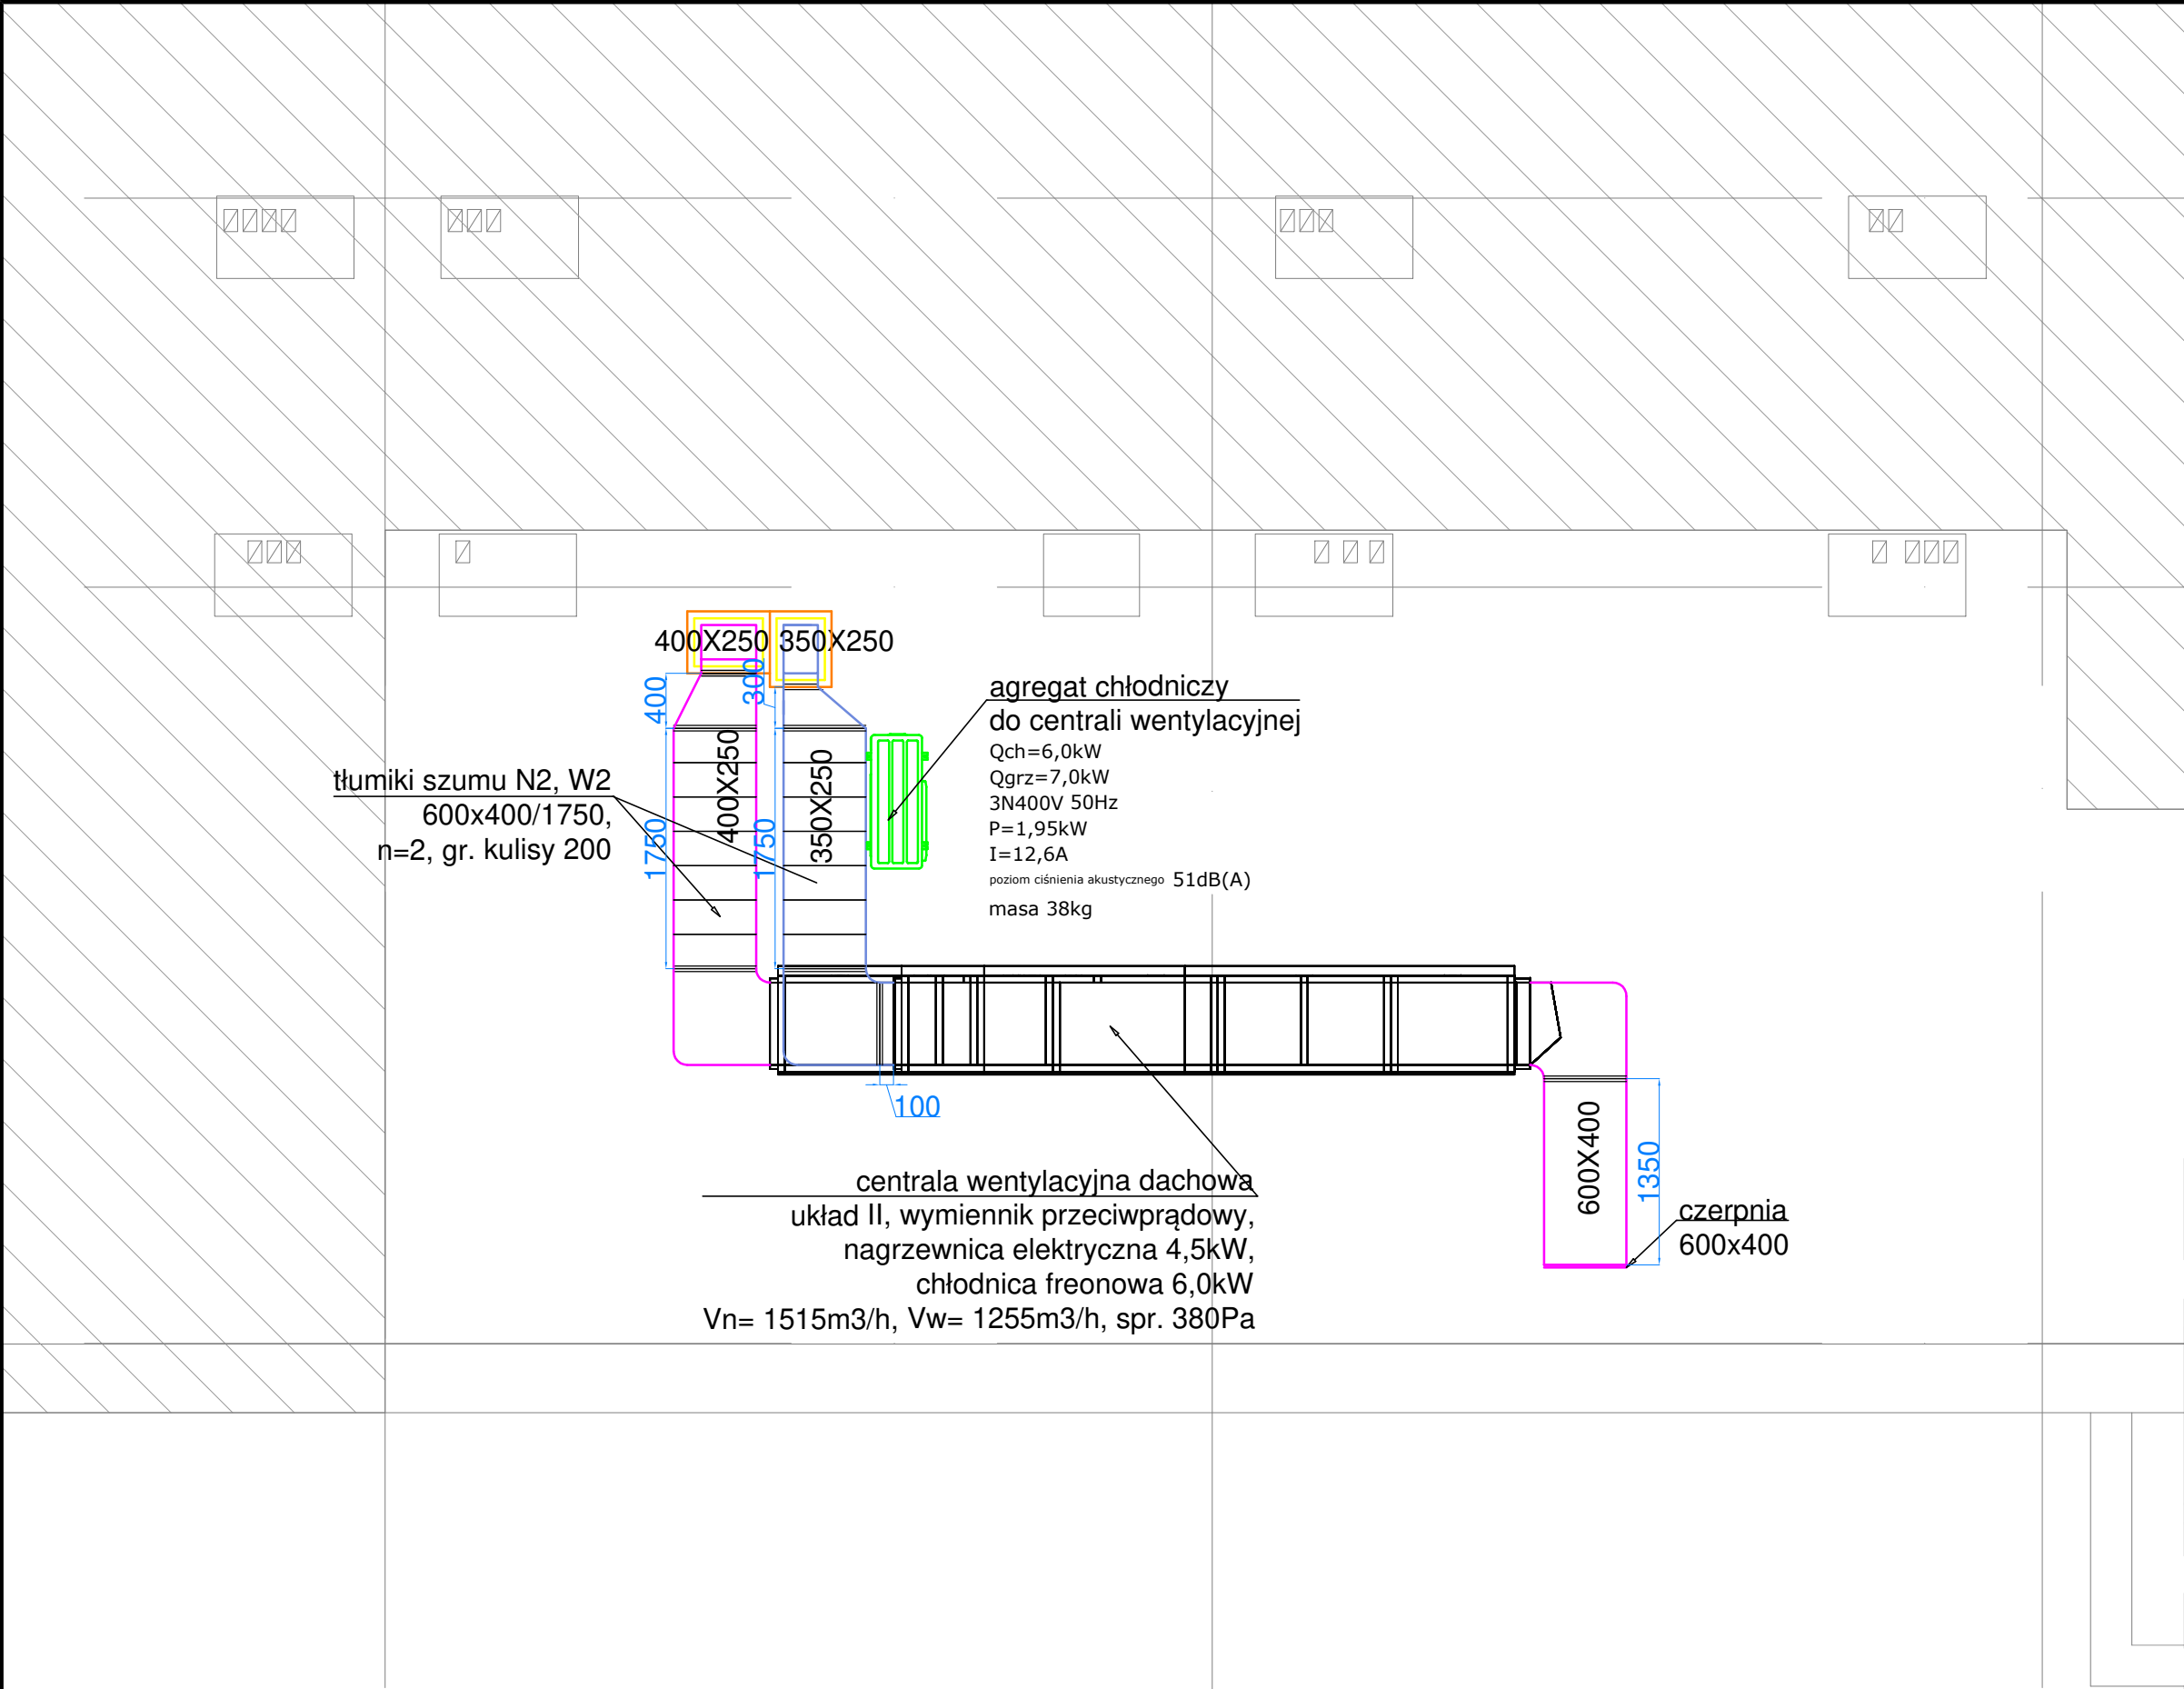 400X250 350X250
400
300
agregat chłodniczy
do centrali wentylacyjnej
Qch=6,0kW
Qgrz=7,0kW
3N400V 50Hz
P=1,95kW
I=12,6A
poziom ciśnienia akustycznego 51dB(A)
masa 38kg
tłumiki szumu N2, W2
600x400/1750,
n=2, gr. kulisy 200
400X250
350X250
1750
1750
100
centrala wentylacyjna dachowa
układ II, wymiennik przeciwprądowy,
nagrzewnica elektryczna 4,5kW,
chłodnica freonowa 6,0kW
Vn= 1515m3/h, Vw= 1255m3/h, spr. 380Pa
600X400
1350
czerpnia
600x400